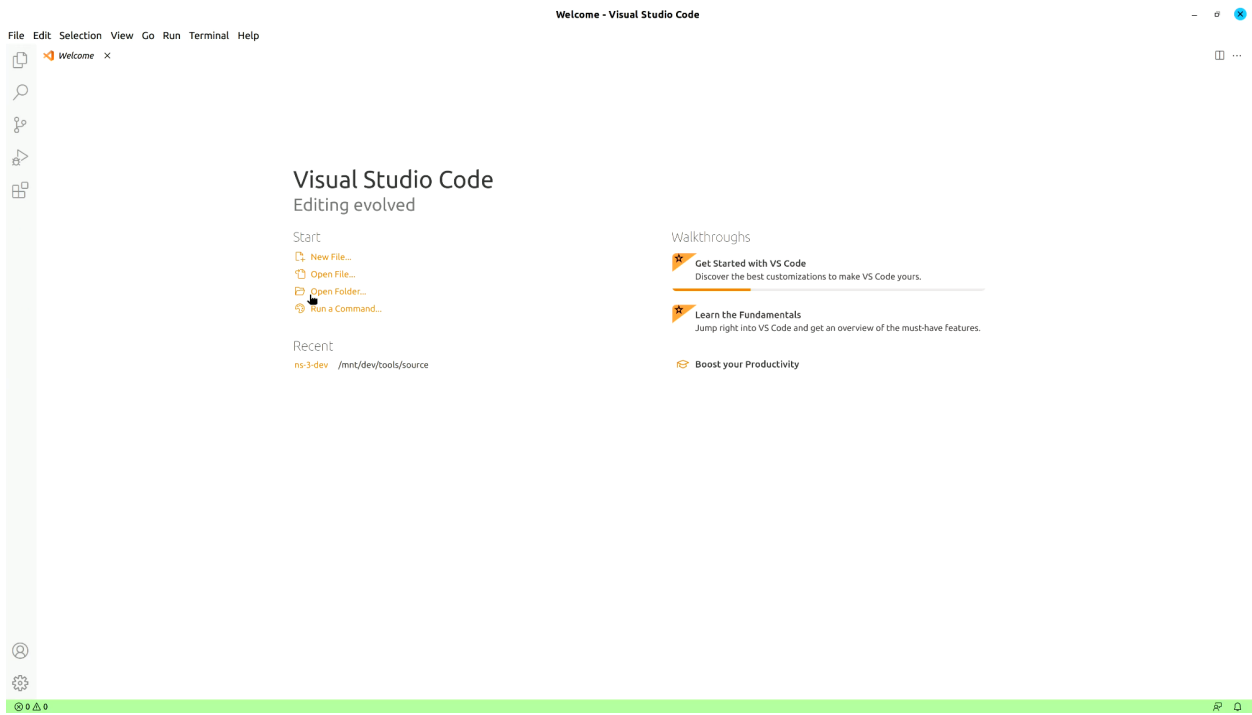 Welcome - Visual Studio Code
File Edit Selection View Go Run Terminal Help
Welcome
Visual Studio Code
Editing evolved
Start
New File...
Open File...
Open Folder...
Run a Command...
Recent
ns-3-dev /mnt/dev/tools/source
Walkthroughs
Get Started with VS Code
Discover the best customizations to make VS Code yours.
Learn the Fundamentals
Jump right into VS Code and get an overview of the must-have features.
Boost your Productivity
0 0